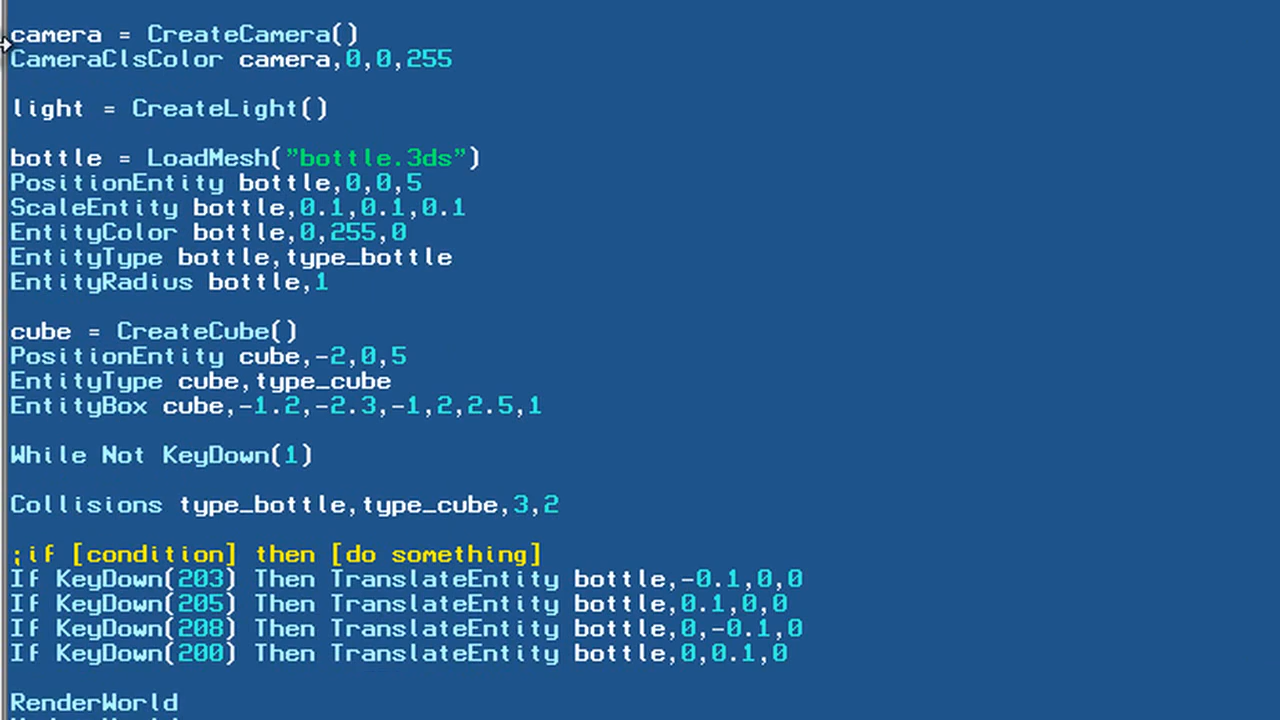 camera = CreateCamera()
CameraClsColor camera,0,0,255
light = CreateLight()
bottle = LoadMesh("bottle.3ds")
PositionEntity bottle,0,0,5
ScaleEntity bottle,0.1,0.1,0.1
EntityColor bottle,0,255,0
EntityType bottle,type_bottle
EntityRadius bottle,1
cube = CreateCube()
PositionEntity cube,-2,0,5
EntityType cube,type_cube
EntityBox cube,-1.2,-2.3,-1,2,2.5,1
While Not KeyDown(1)
Collisions type_bottle,type_cube,3,2
;if [condition] then [do something]
If KeyDown(203) Then TranslateEntity bottle,-0.1,0,0
If KeyDown(205) Then TranslateEntity bottle,0.1,0,0
If KeyDown(208) Then TranslateEntity bottle,0,-0.1,0
If KeyDown(200) Then TranslateEntity bottle,0,0.1,0
RenderWorld